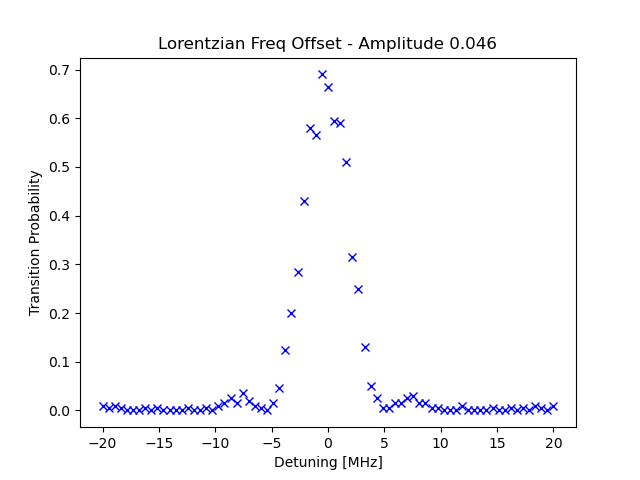 Lorentzian Freq Offset - Amplitude 0.046
0.7
0.6
0.5
0.4
0.3
0.2
0.1
0.0
Transition Probability
−20 −15 −10 −5 0 5 10 15 20
Detuning [MHz]